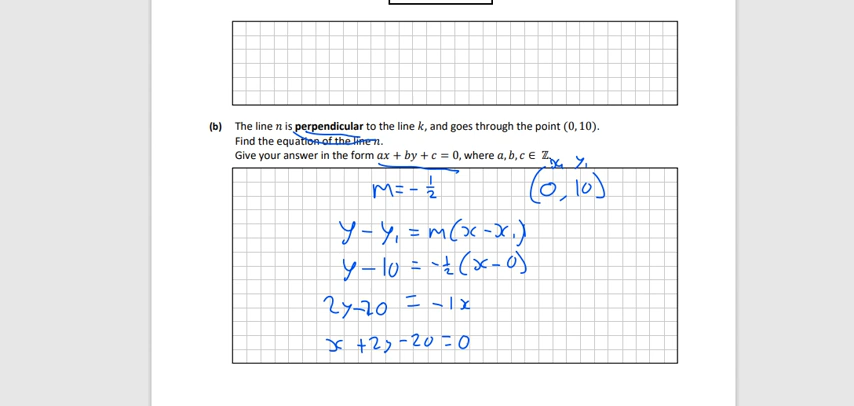 (b) The line n is perpendicular to the line k, and goes through the point (0, 10).
Find the equation of the line n.
Give your answer in the form ax + by + c = 0, where a, b, c ∈ ℤ.
x₁ y₁
m = -1/2 (0, 10)
y - y₁ = m(x - x₁)
y - 10 = -1/2(x - 0)
2y - 20 = -1x
x + 2y - 20 = 0